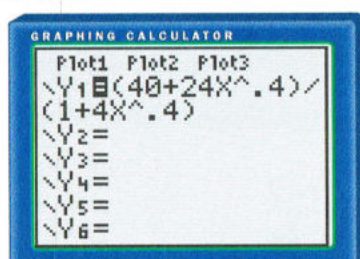 GRAPHING CALCULATOR
Plot1 Plot2 Plot3
\Y₁=(40+24X^.4)/
(1+4X^.4)
\Y₂=
\Y₃=
\Y₄=
\Y₅=
\Y₆=